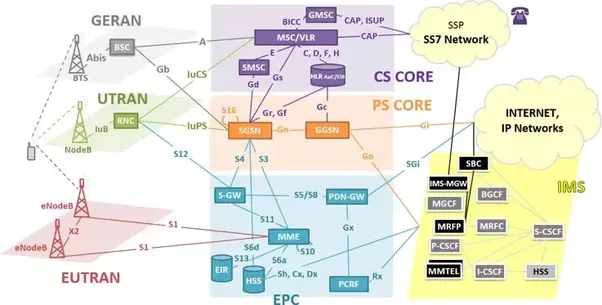 GERAN
GMSC
BICC
CAP, ISUP
SSP
SS7 Network
MSC/VLR
CAP
BSC
A
Abis
BTS
Gb
E
C, D, F, H
SMSC
Gs
HLR AuC/EIR
Gd
CS CORE
IuCS
UTRAN
Gr, Gf
Gc
PS CORE
S16
RNC
IuB
IuPS
SGSN
Gn
GGSN
Gi
INTERNET,
IP Networks
NodeB
S12
S4
S3
Go
SGi
SBC
IMS
S-GW
S5/S8
PDN-GW
IMS-MGW
BGCF
MGCF
eNodeB
S1
S11
MME
Gx
MRFP
MRFC
S-CSCF
X2
eNodeB
S1
S10
P-CSCF
S6d
S13
S6a
EIR
HSS
Sh, Cx, Dx
PCRF
Rx
MMTEL
I-CSCF
HSS
EUTRAN
EPC